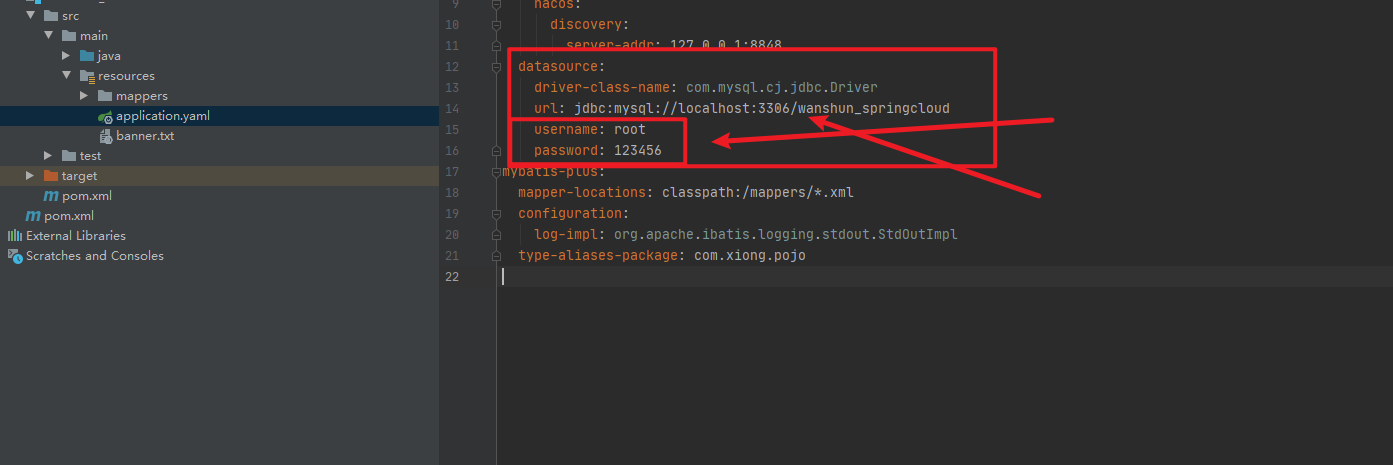 src
main
java
resources
mappers
application.yaml
banner.txt
test
target
pom.xml
pom.xml
External Libraries
Scratches and Consoles
9 nacos:
10 discovery:
11 server-addr: 127.0.0.1:8848
12 datasource:
13 driver-class-name: com.mysql.cj.jdbc.Driver
14 url: jdbc:mysql://localhost:3306/wanshun_springcloud
15 username: root
16 password: 123456
17 mybatis-plus:
18 mapper-locations: classpath:/mappers/*.xml
19 configuration:
20 log-impl: org.apache.ibatis.logging.stdout.StdOutImpl
21 type-aliases-package: com.xiong.pojo
22